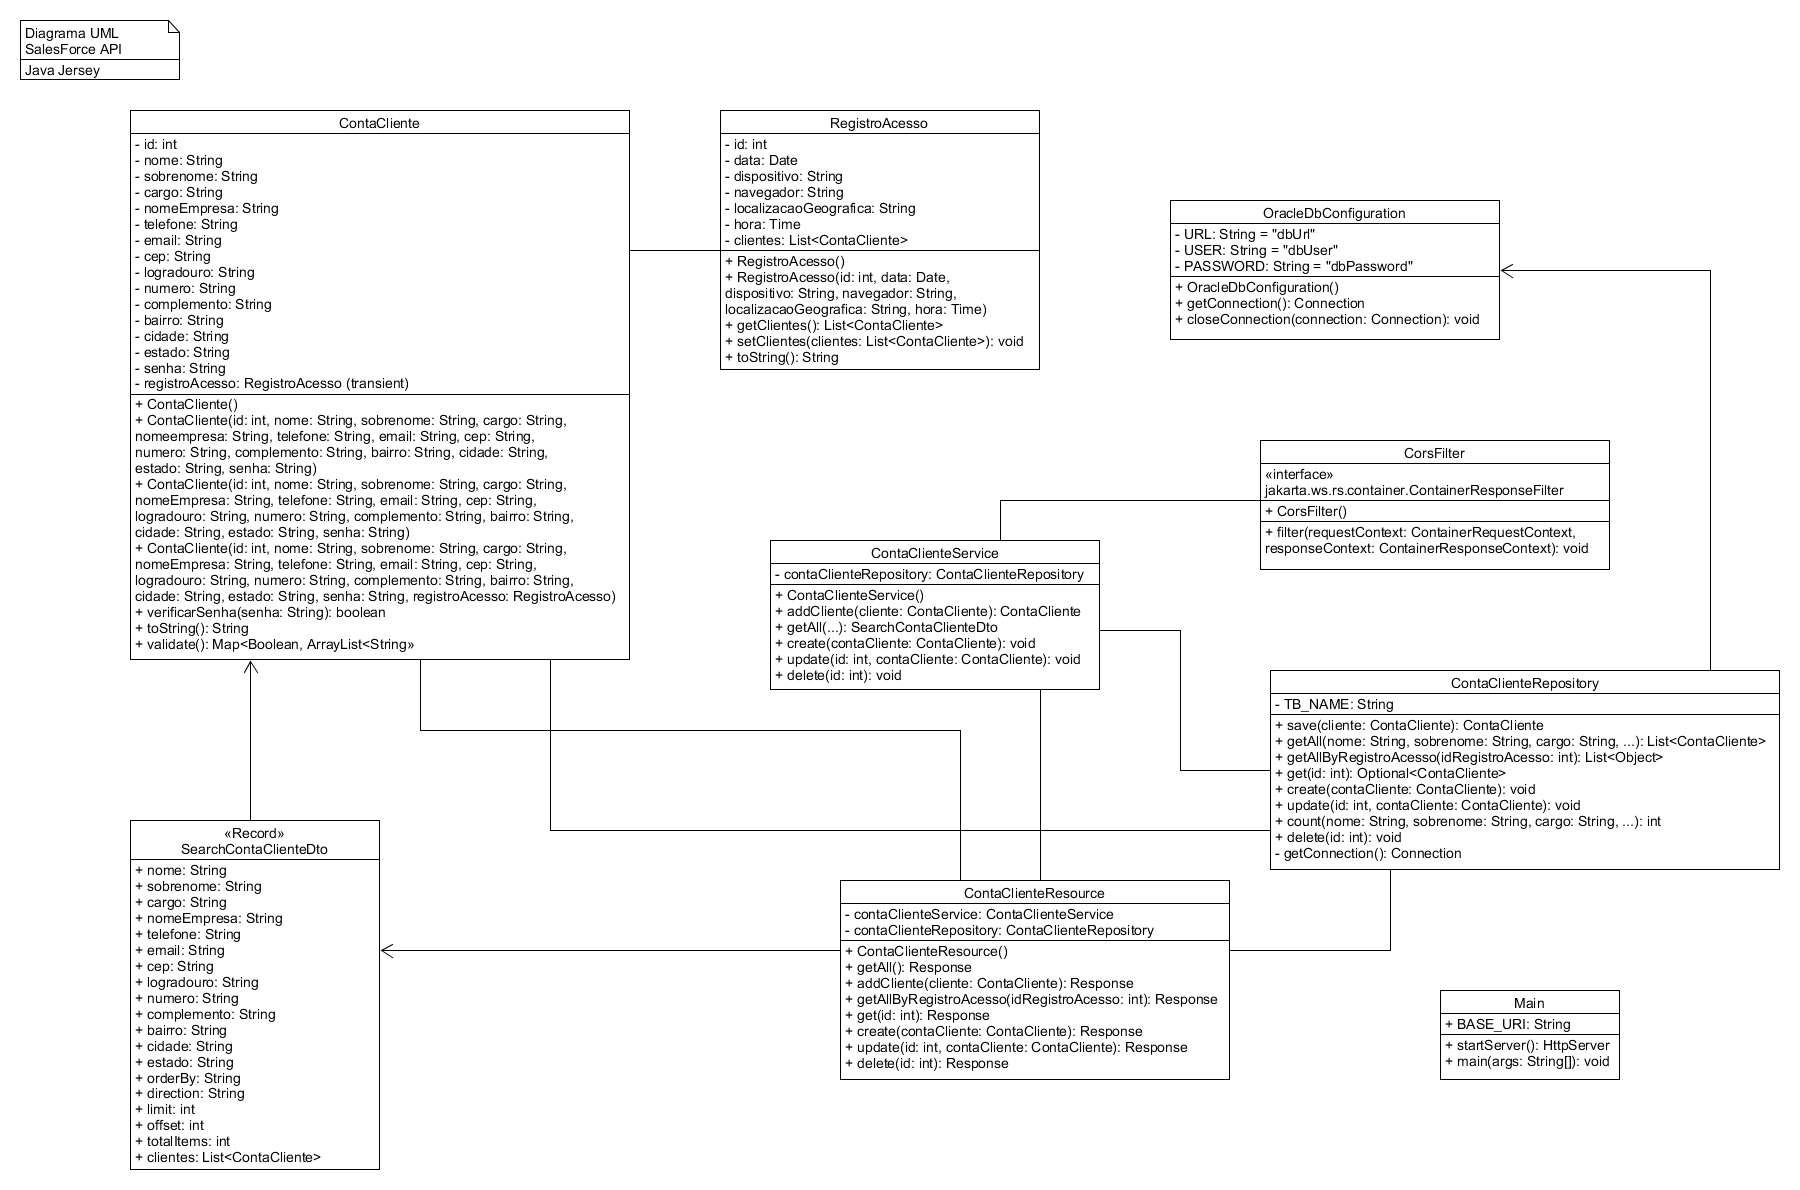 Diagrama UML
SalesForce API
Java Jersey
ContaCliente
- id: int
- nome: String
- sobrenome: String
- cargo: String
- nomeEmpresa: String
- telefone: String
- email: String
- cep: String
- logradouro: String
- numero: String
- complemento: String
- bairro: String
- cidade: String
- estado: String
- senha: String
- registroAcesso: RegistroAcesso (transient)
+ ContaCliente()
+ ContaCliente(id: int, nome: String, sobrenome: String, cargo: String,
nomeempresa: String, telefone: String, email: String, cep: String,
numero: String, complemento: String, bairro: String, cidade: String,
estado: String, senha: String)
+ ContaCliente(id: int, nome: String, sobrenome: String, cargo: String,
nomeEmpresa: String, telefone: String, email: String, cep: String,
logradouro: String, numero: String, complemento: String, bairro: String,
cidade: String, estado: String, senha: String)
+ ContaCliente(id: int, nome: String, sobrenome: String, cargo: String,
nomeEmpresa: String, telefone: String, email: String, cep: String,
logradouro: String, numero: String, complemento: String, bairro: String,
cidade: String, estado: String, senha: String, registroAcesso: RegistroAcesso)
+ verificarSenha(senha: String): boolean
+ toString(): String
+ validate(): Map<Boolean, ArrayList<String»
RegistroAcesso
- id: int
- data: Date
- dispositivo: String
- navegador: String
- localizacaoGeografica: String
- hora: Time
- clientes: List<ContaCliente>
+ RegistroAcesso()
+ RegistroAcesso(id: int, data: Date,
dispositivo: String, navegador: String,
localizacaoGeografica: String, hora: Time)
+ getClientes(): List<ContaCliente>
+ setClientes(clientes: List<ContaCliente>): void
+ toString(): String
OracleDbConfiguration
- URL: String = "dbUrl"
- USER: String = "dbUser"
- PASSWORD: String = "dbPassword"
+ OracleDbConfiguration()
+ getConnection(): Connection
+ closeConnection(connection: Connection): void
CorsFilter
«interface»
jakarta.ws.rs.container.ContainerResponseFilter
+ CorsFilter()
+ filter(requestContext: ContainerRequestContext,
responseContext: ContainerResponseContext): void
ContaClienteService
- contaClienteRepository: ContaClienteRepository
+ ContaClienteService()
+ addCliente(cliente: ContaCliente): ContaCliente
+ getAll(...): SearchContaClienteDto
+ create(contaCliente: ContaCliente): void
+ update(id: int, contaCliente: ContaCliente): void
+ delete(id: int): void
ContaClienteRepository
- TB_NAME: String
+ save(cliente: ContaCliente): ContaCliente
+ getAll(nome: String, sobrenome: String, cargo: String, ...): List<ContaCliente>
+ getAllByRegistroAcesso(idRegistroAcesso: int): List<Object>
+ get(id: int): Optional<ContaCliente>
+ create(contaCliente: ContaCliente): void
+ update(id: int, contaCliente: ContaCliente): void
+ count(nome: String, sobrenome: String, cargo: String, ...): int
+ delete(id: int): void
- getConnection(): Connection
«Record»
SearchContaClienteDto
+ nome: String
+ sobrenome: String
+ cargo: String
+ nomeEmpresa: String
+ telefone: String
+ email: String
+ cep: String
+ logradouro: String
+ numero: String
+ complemento: String
+ bairro: String
+ cidade: String
+ estado: String
+ orderBy: String
+ direction: String
+ limit: int
+ offset: int
+ totalItems: int
+ clientes: List<ContaCliente>
ContaClienteResource
- contaClienteService: ContaClienteService
- contaClienteRepository: ContaClienteRepository
+ ContaClienteResource()
+ getAll(): Response
+ addCliente(cliente: ContaCliente): Response
+ getAllByRegistroAcesso(idRegistroAcesso: int): Response
+ get(id: int): Response
+ create(contaCliente: ContaCliente): Response
+ update(id: int, contaCliente: ContaCliente): Response
+ delete(id: int): Response
Main
+ BASE_URI: String
+ startServer(): HttpServer
+ main(args: String[]): void